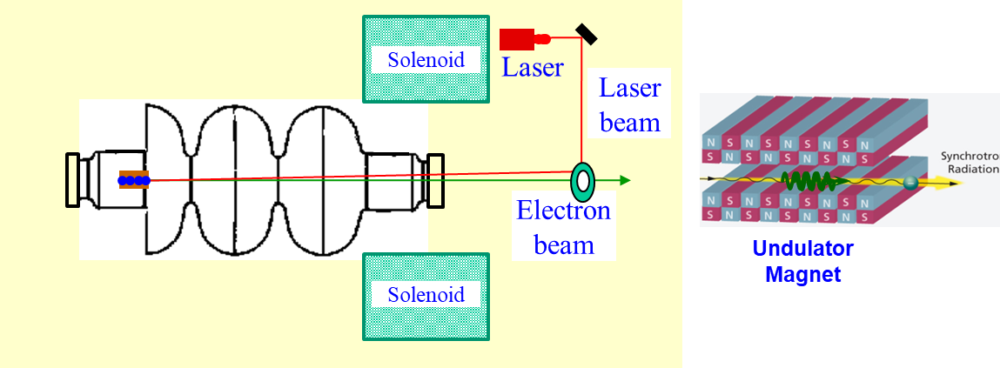 Solenoid
Laser
Laser
beam
Electron
beam
Solenoid
Synchrotro
Radiation
Undulator
Magnet